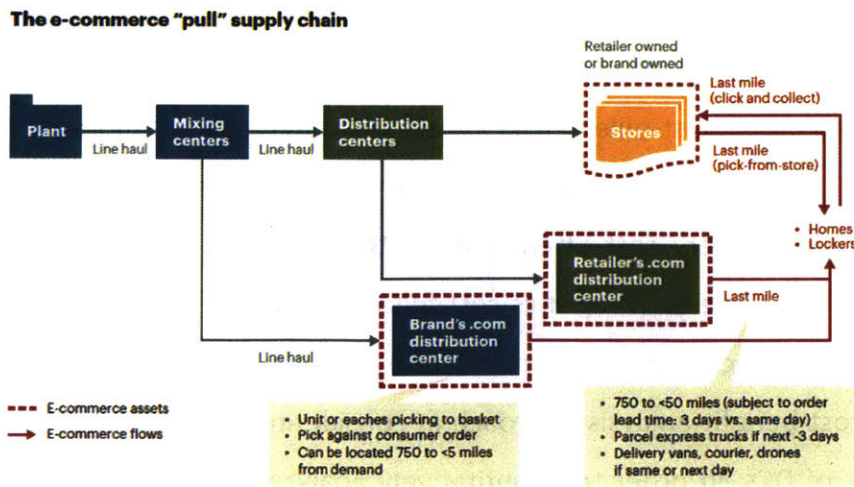 The e-commerce “pull” supply chain
Retailer owned
or brand owned
Last mile
(click and collect)
Plant
Line haul
Mixing
centers
Line haul
Distribution
centers
Stores
Last mile
(pick-from-store)
• Homes
• Lockers
Retailer's .com
distribution
center
Last mile
Brand's .com
distribution
center
Line haul
E-commerce assets
E-commerce flows
• Unit or eaches picking to basket
• Pick against consumer order
• Can be located 750 to <5 miles
from demand
• 750 to <50 miles (subject to order
lead time: 3 days vs. same day)
• Parcel express trucks if next -3 days
• Delivery vans, courier, drones
if same or next day